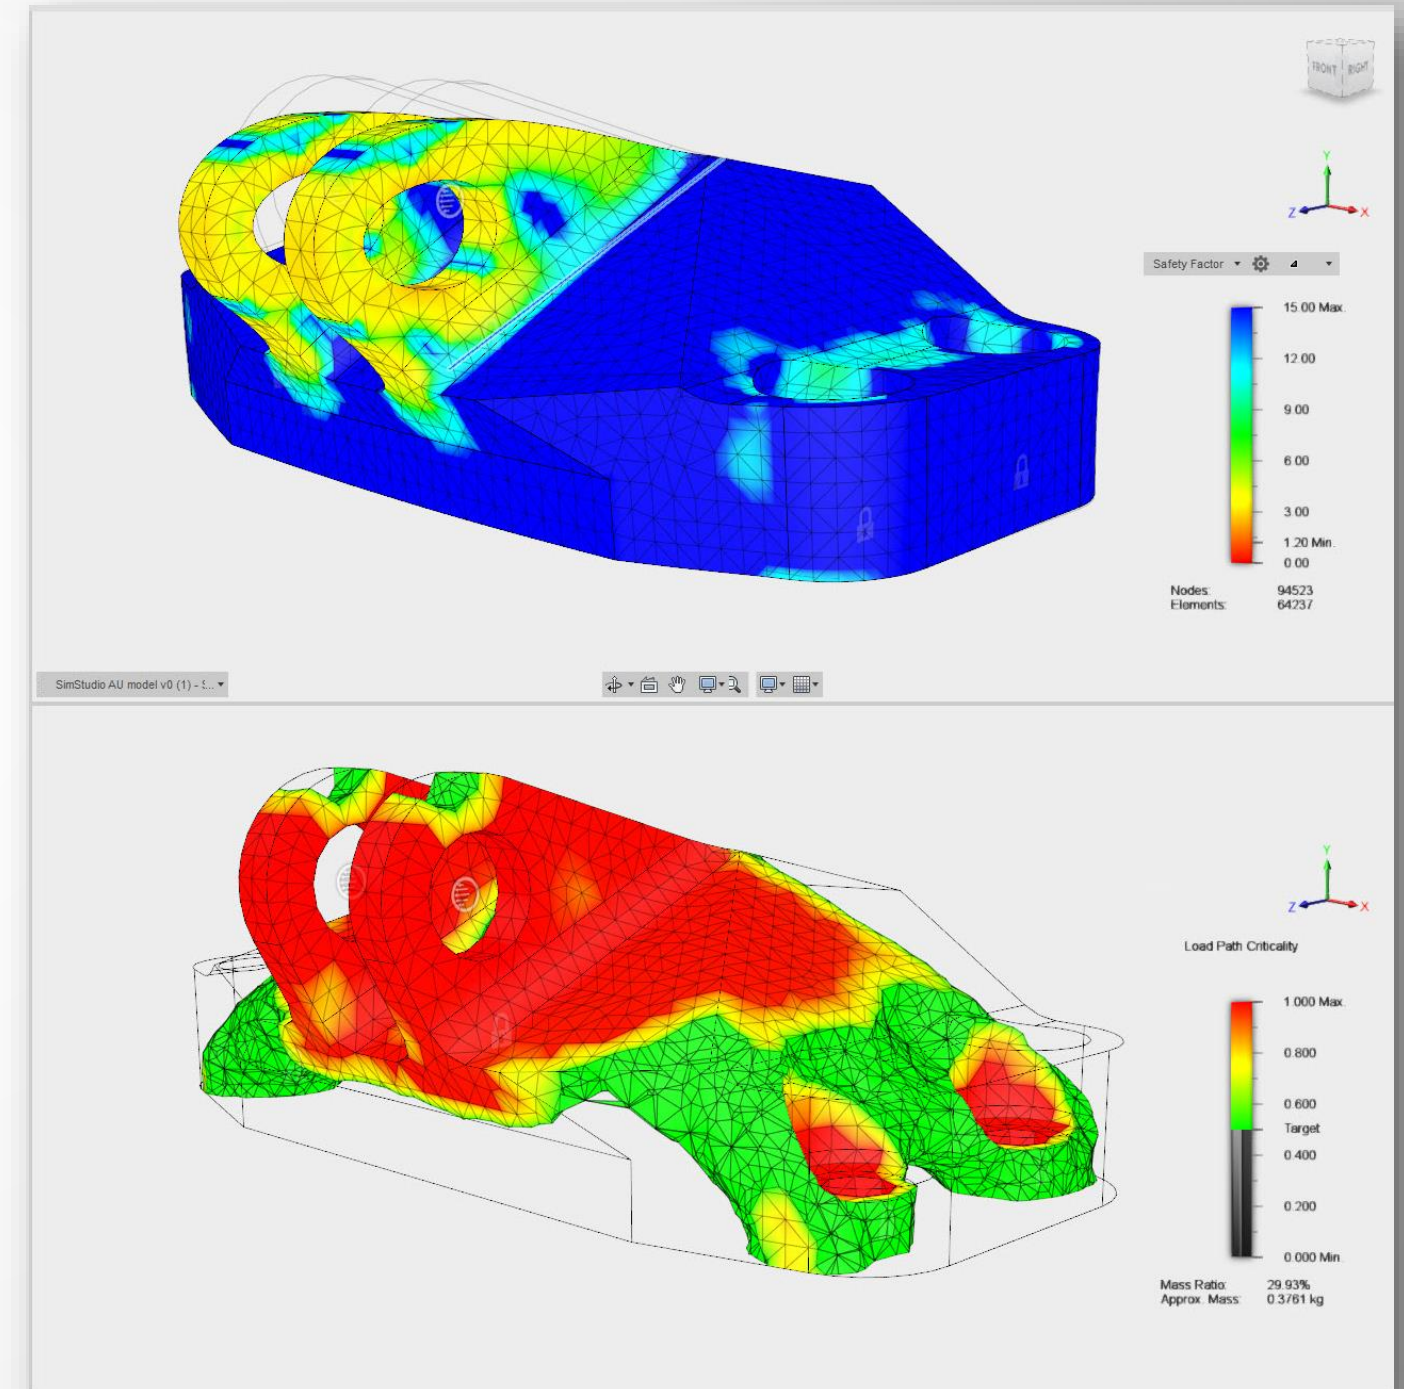 FRONT RIGHT
Y
Z X
Safety Factor
15.00 Max.
12.00
9.00
6.00
3.00
1.20 Min.
0.00
Nodes: 94523
Elements: 64237
SimStudio AU model v0 (1) - S...
Y
Z X
Load Path Criticality
1.000 Max.
0.800
0.600
Target
0.400
0.200
0.000 Min.
Mass Ratio: 29.93%
Approx. Mass: 0.3761 kg